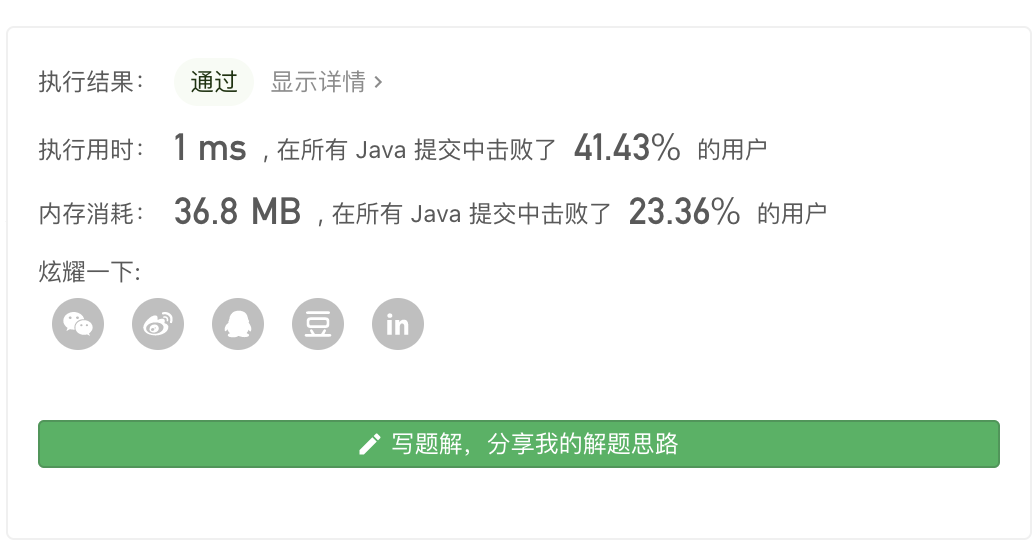 执行结果： 通过 显示详情 >
执行用时： 1 ms , 在所有 Java 提交中击败了 41.43% 的用户
内存消耗： 36.8 MB , 在所有 Java 提交中击败了 23.36% 的用户
炫耀一下:
豆 in
写题解，分享我的解题思路